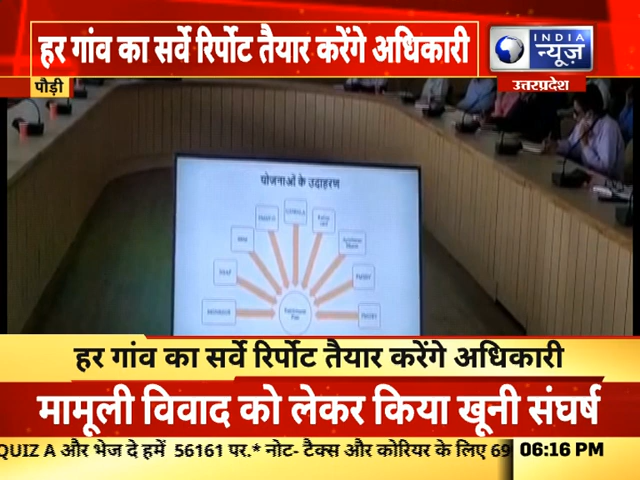 हर गांव का सर्वे रिर्पोट तैयार करेंगे अधिकारी
INDIA
न्यूज़
उत्तरप्रदेश
पौड़ी
योजनाओं के उदाहरण
हर गांव का सर्वे रिर्पोट तैयार करेंगे अधिकारी
मामूली विवाद को लेकर किया खूनी संघर्ष
QUIZ A और भेज दे हमें 56161 पर.* नोट- टैक्स और कोरियर के लिए 69
06:16 PM